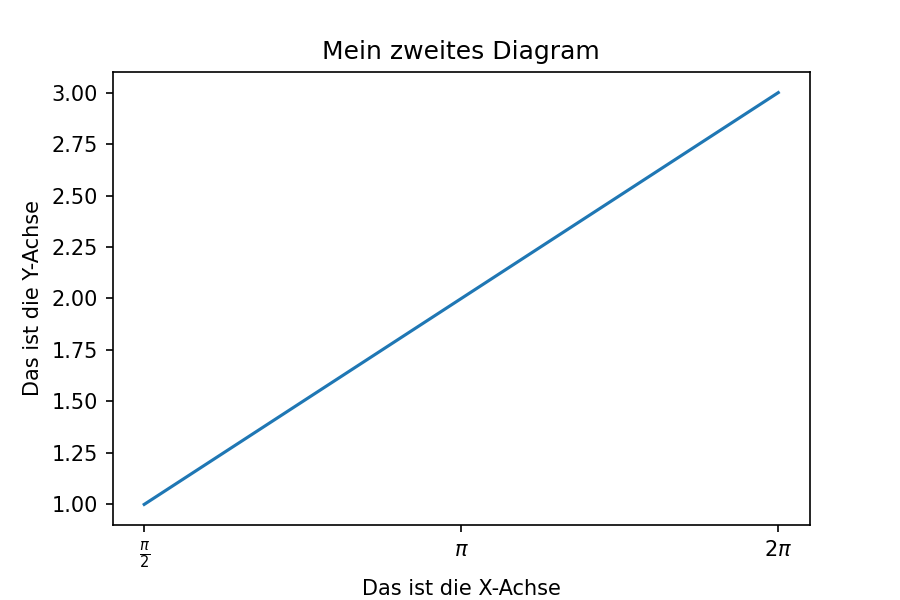 Mein zweites Diagram
3.00
2.75
2.50
2.25
2.00
1.75
1.50
1.25
1.00
Das ist die Y-Achse
π/2 π 2π
Das ist die X-Achse